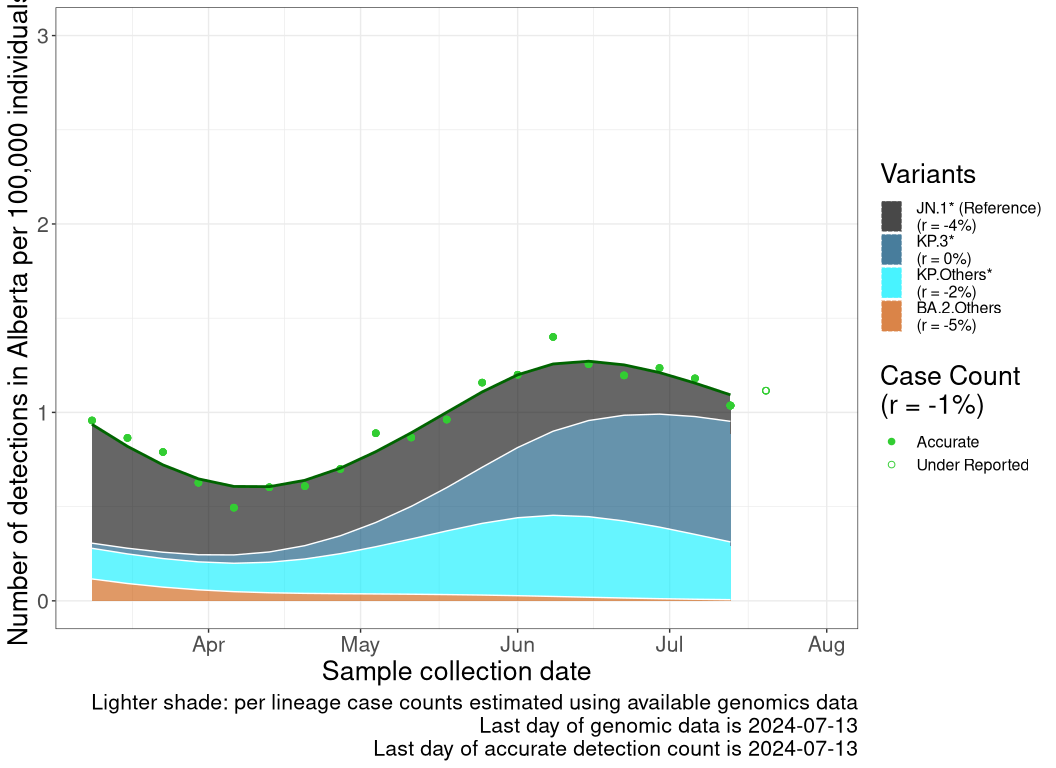 Number of detections in Alberta per 100,000 individuals
3
2
1
0
Apr
May
Jun
Jul
Aug
Sample collection date
Lighter shade: per lineage case counts estimated using available genomics data
Last day of genomic data is 2024-07-13
Last day of accurate detection count is 2024-07-13
Variants
JN.1* (Reference)
(r = -4%)
KP.3*
(r = 0%)
KP.Others*
(r = -2%)
BA.2.Others
(r = -5%)
Case Count
(r = -1%)
Accurate
Under Reported